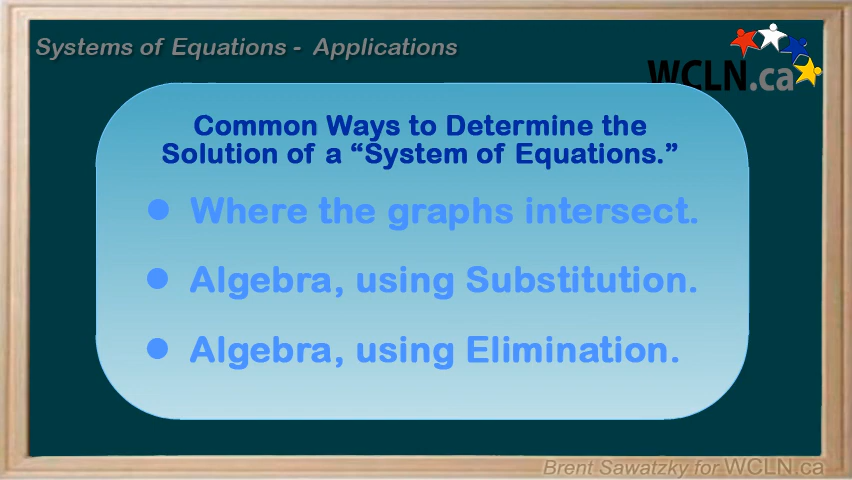 Systems of Equations - Applications
WCLN.ca
Common Ways to Determine the
Solution of a “System of Equations.”
● Where the graphs intersect.
● Algebra, using Substitution.
● Algebra, using Elimination.
Brent Sawatzky for WCLN.ca